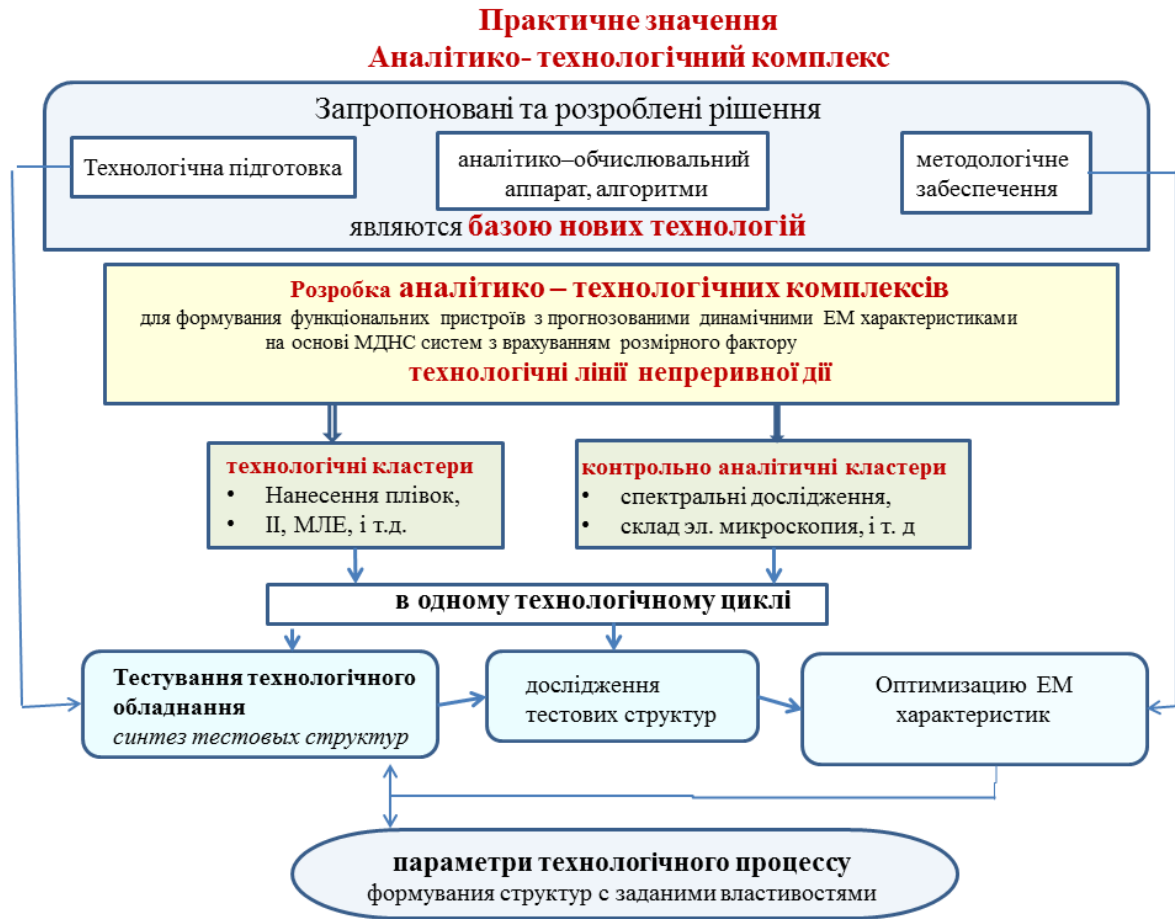 Практичне значення
Аналітико- технологічний комплекс
Запропоновані та розроблені рішення
Технологічна підготовка
аналітико–обчислювальний
аппарат, алгоритми
методологічне
забеспечення
являются базою нових технологій
Розробка аналітико – технологічних комплексів
для формування функціональних пристроїв з прогнозованими динамічними ЕМ характеристиками
на основі МДНС систем з врахуванням розмірного фактору
технологічні лінії непреривної дії
технологічні кластери
• Нанесення плівок,
• ІІ, МЛЕ, і т.д.
контрольно аналітичні кластери
• спектральні дослідження,
• склад эл. микроскопия, і т. д
в одному технологічному циклі
Тестування технологічного
обладнання
синтез тестовых структур
дослідження
тестових структур
Оптимизацию ЕМ
характеристик
параметри технологічного процессу
формування структур с заданими властивостями